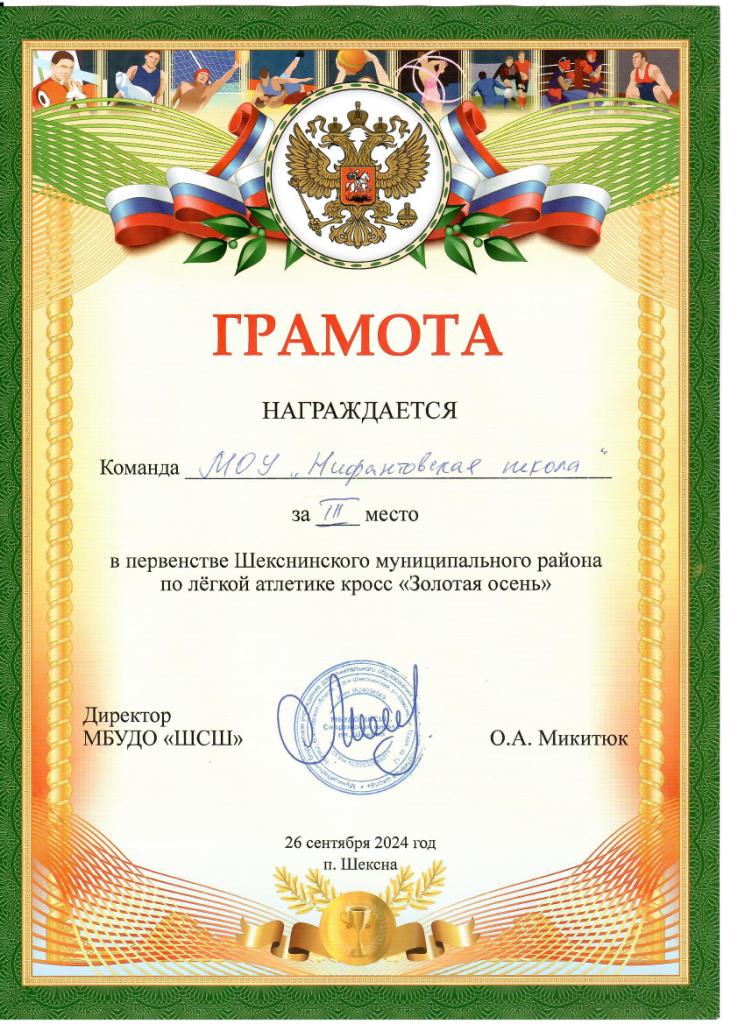 ГРАМОТА
НАГРАЖДАЕТСЯ
Команда МОУ „Нифантовская школа“
за III место
в первенстве Шекснинского муниципального района
по лёгкой атлетике кросс «Золотая осень»
Директор
МБУДО «ШСШ»
О.А. Микитюк
26 сентября 2024 год
п. Шексна